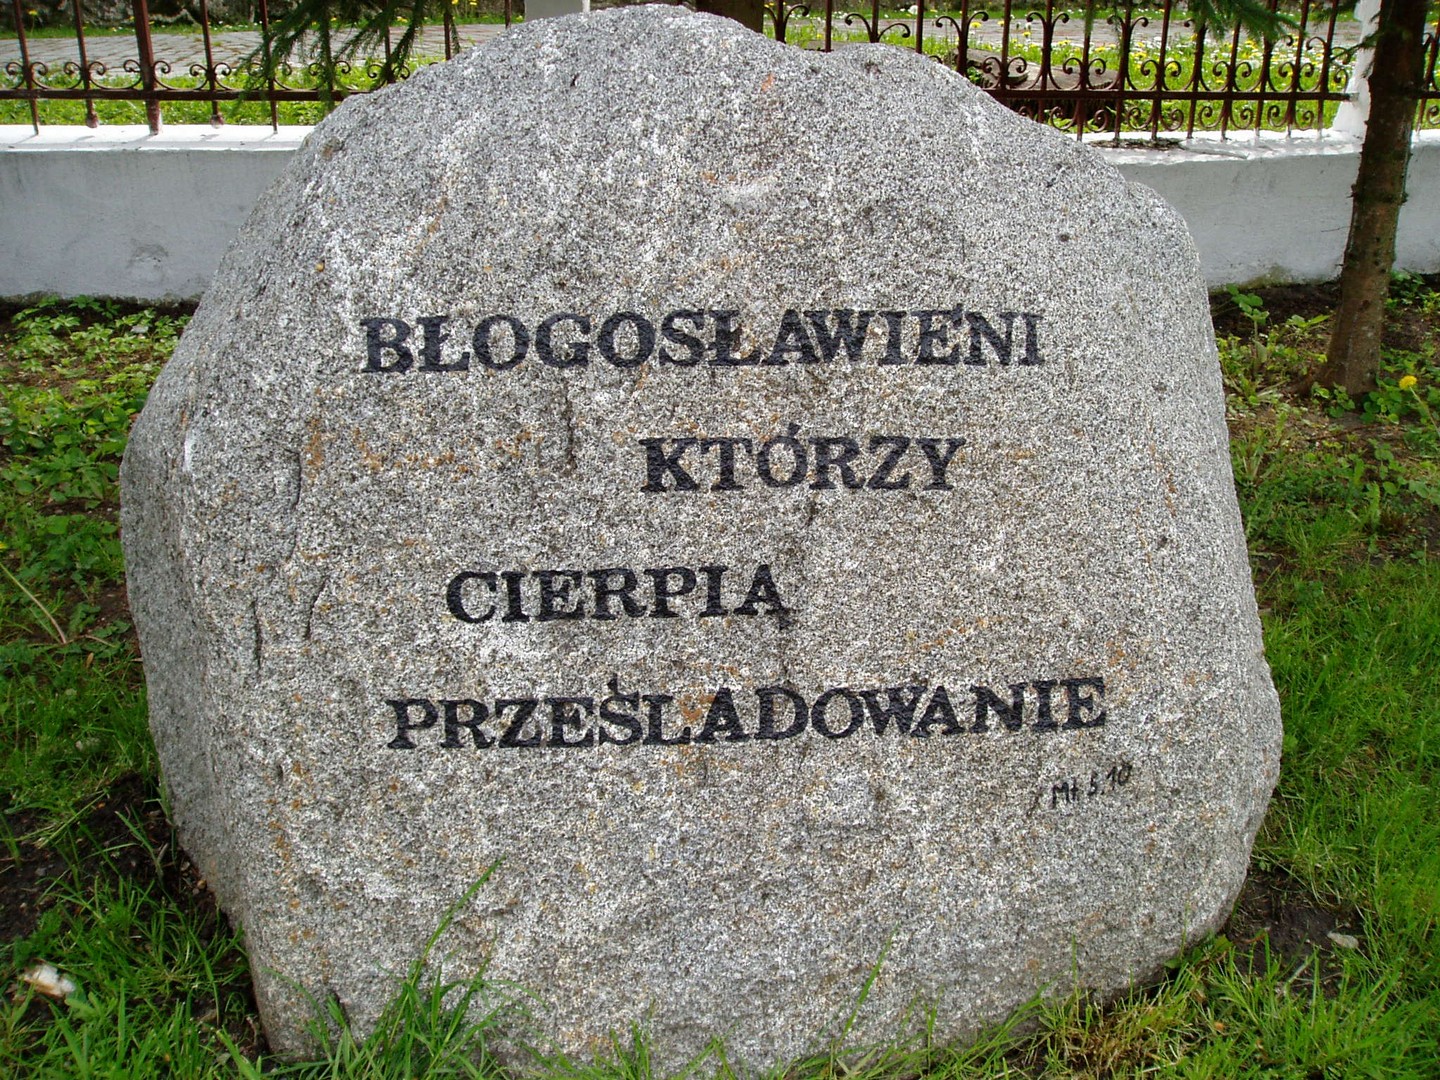 BŁOGOSŁAWIENI
KTÓRZY
CIERPIĄ
PRZEŚLADOWANIE
Mt 5.10